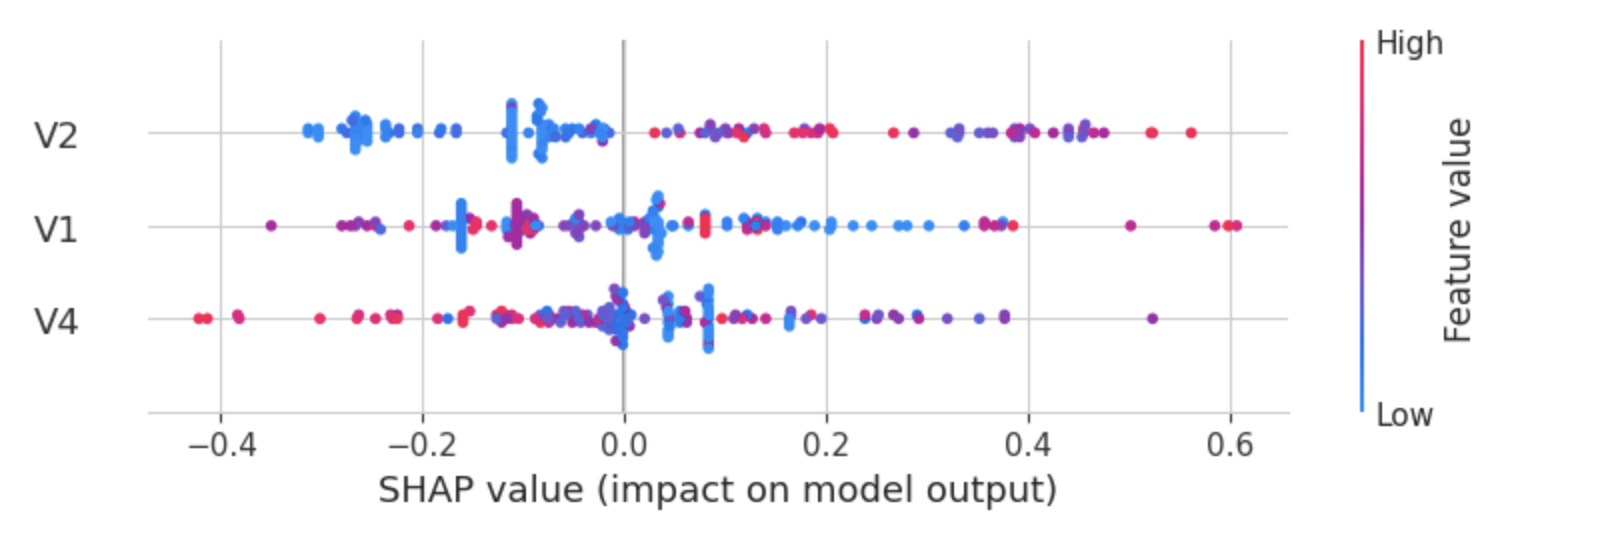 High
V2
V1
V4
Feature value
Low
−0.4 −0.2 0.0 0.2 0.4 0.6
SHAP value (impact on model output)